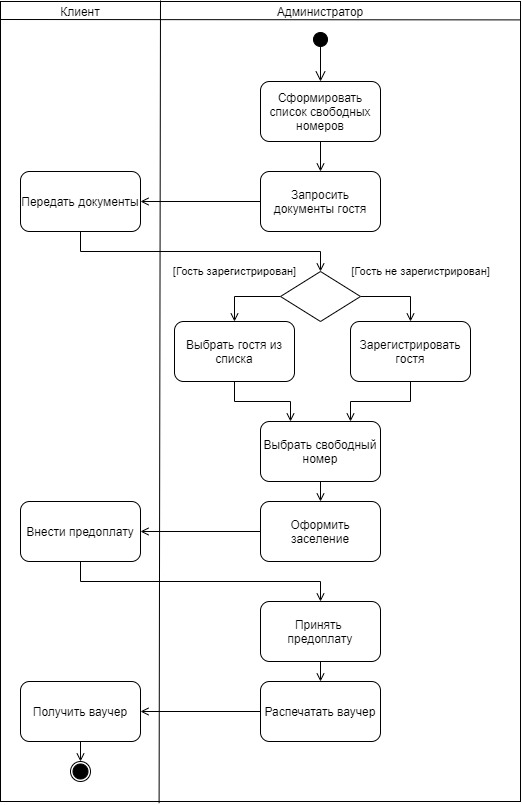 Клиент
Администратор
Сформировать
список свободных
номеров
Передать документы
Запросить
документы гостя
[Гость зарегистрирован]
[Гость не зарегистрирован]
Выбрать гостя из
списка
Зарегистрировать
гостя
Выбрать свободный
номер
Внести предоплату
Оформить
заселение
Принять
предоплату
Получить ваучер
Распечатать ваучер